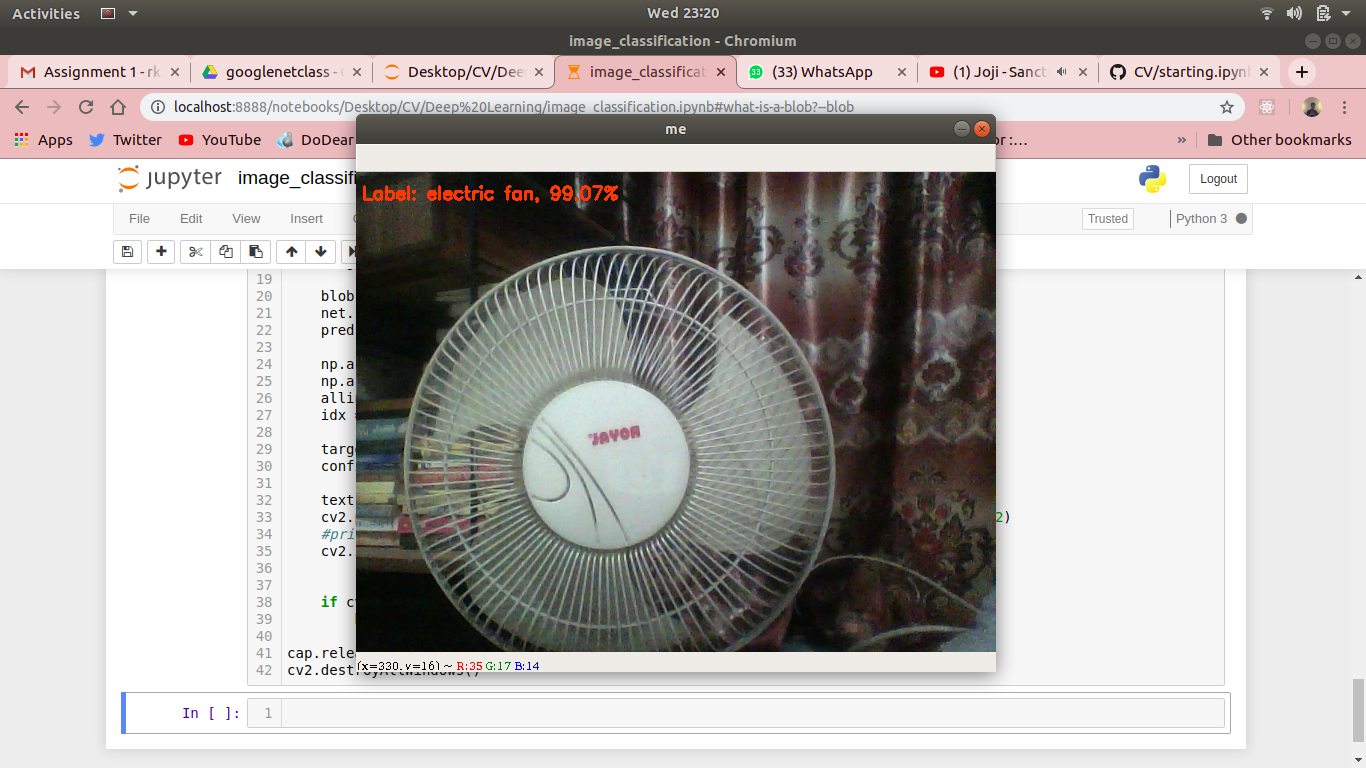 Activities
Wed 23:20
image_classification - Chromium
Assignment 1 - rk
googlenetclass -
Desktop/CV/Dee
image_classificat
(33) WhatsApp
(1) Joji - Sanct
CV/starting.ipyn
localhost:8888/notebooks/Desktop/CV/Deep%20Learning/image_classification.ipynb#what-is-a-blob?--blob
Apps
Twitter
YouTube
DoDear
or :...
»
Other bookmarks
me
jupyter image_classifi
Logout
File Edit View Insert
Trusted
Python 3
Label: electric fan, 99.07%
ROYAL
19
20 blob
21 net.
22 pred
23
24 np.a
25 np.a
26 alli
27 idx
28
29 targ
30 conf
31
32 text
33 cv2. 2)
34 #pri
35 cv2.
36
37
38 if c
39
40
41 cap.relea
42 cv2.destroyAllWindows()
(x=330, y=16) ~ R:35 G:17 B:14
In [ ]: 1